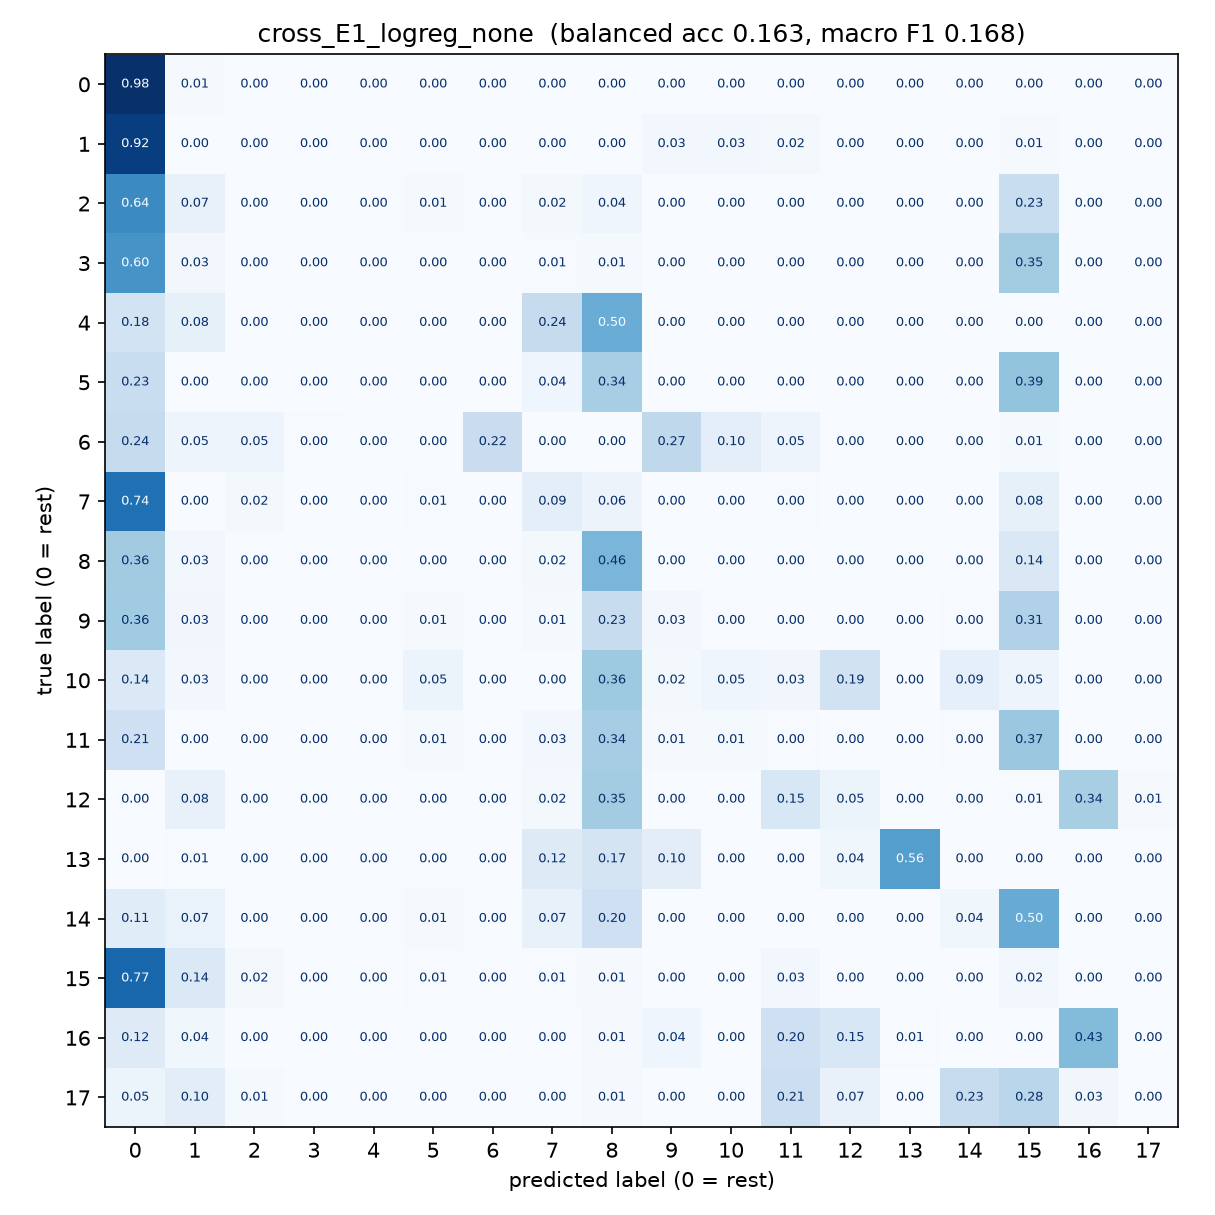 cross_E1_logreg_none (balanced acc 0.163, macro F1 0.168)
true label (0 = rest)
0 0.98 0.01 0.00 0.00 0.00 0.00 0.00 0.00 0.00 0.00 0.00 0.00 0.00 0.00 0.00 0.00 0.00 0.00
1 0.92 0.00 0.00 0.00 0.00 0.00 0.00 0.00 0.00 0.03 0.03 0.02 0.00 0.00 0.00 0.01 0.00 0.00
2 0.64 0.07 0.00 0.00 0.00 0.01 0.00 0.02 0.04 0.00 0.00 0.00 0.00 0.00 0.00 0.23 0.00 0.00
3 0.60 0.03 0.00 0.00 0.00 0.00 0.00 0.01 0.01 0.00 0.00 0.00 0.00 0.00 0.00 0.35 0.00 0.00
4 0.18 0.08 0.00 0.00 0.00 0.00 0.00 0.24 0.50 0.00 0.00 0.00 0.00 0.00 0.00 0.00 0.00 0.00
5 0.23 0.00 0.00 0.00 0.00 0.00 0.00 0.04 0.34 0.00 0.00 0.00 0.00 0.00 0.00 0.39 0.00 0.00
6 0.24 0.05 0.05 0.00 0.00 0.00 0.22 0.00 0.00 0.27 0.10 0.05 0.00 0.00 0.00 0.01 0.00 0.00
7 0.74 0.00 0.02 0.00 0.00 0.01 0.00 0.09 0.06 0.00 0.00 0.00 0.00 0.00 0.00 0.08 0.00 0.00
8 0.36 0.03 0.00 0.00 0.00 0.00 0.00 0.02 0.46 0.00 0.00 0.00 0.00 0.00 0.00 0.14 0.00 0.00
9 0.36 0.03 0.00 0.00 0.00 0.01 0.00 0.01 0.23 0.03 0.00 0.00 0.00 0.00 0.00 0.31 0.00 0.00
10 0.14 0.03 0.00 0.00 0.00 0.05 0.00 0.00 0.36 0.02 0.05 0.03 0.19 0.00 0.09 0.05 0.00 0.00
11 0.21 0.00 0.00 0.00 0.00 0.01 0.00 0.03 0.34 0.01 0.01 0.00 0.00 0.00 0.00 0.37 0.00 0.00
12 0.00 0.08 0.00 0.00 0.00 0.00 0.00 0.02 0.35 0.00 0.00 0.15 0.05 0.00 0.00 0.01 0.34 0.01
13 0.00 0.01 0.00 0.00 0.00 0.00 0.00 0.12 0.17 0.10 0.00 0.00 0.04 0.56 0.00 0.00 0.00 0.00
14 0.11 0.07 0.00 0.00 0.00 0.01 0.00 0.07 0.20 0.00 0.00 0.00 0.00 0.00 0.04 0.50 0.00 0.00
15 0.77 0.14 0.02 0.00 0.00 0.01 0.00 0.01 0.01 0.00 0.00 0.03 0.00 0.00 0.00 0.02 0.00 0.00
16 0.12 0.04 0.00 0.00 0.00 0.00 0.00 0.00 0.01 0.04 0.00 0.20 0.15 0.01 0.00 0.00 0.43 0.00
17 0.05 0.10 0.01 0.00 0.00 0.00 0.00 0.00 0.01 0.00 0.00 0.21 0.07 0.00 0.23 0.28 0.03 0.00
0 1 2 3 4 5 6 7 8 9 10 11 12 13 14 15 16 17
predicted label (0 = rest)